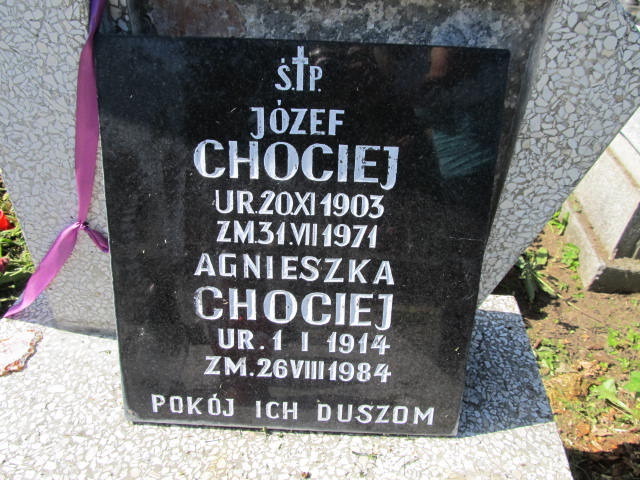 Ś.†P.
JÓZEF
CHOCIEJ
UR.20.XI 1903
ZM.31.VII 1971
AGNIESZKA
CHOCIEJ
UR. 1 I 1914
ZM. 26 VIII 1984
POKÓJ ICH DUSZOM